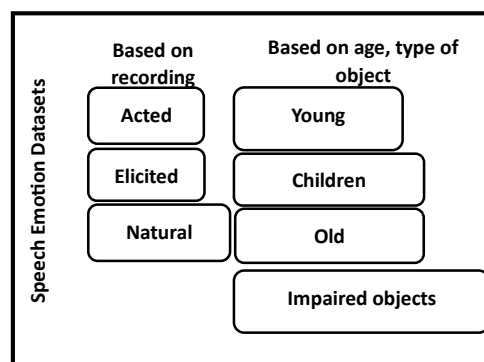 Speech Emotion Datasets
Based on
recording
Acted
Elicited
Natural
Based on age, type of
object
Young
Children
Old
Impaired objects